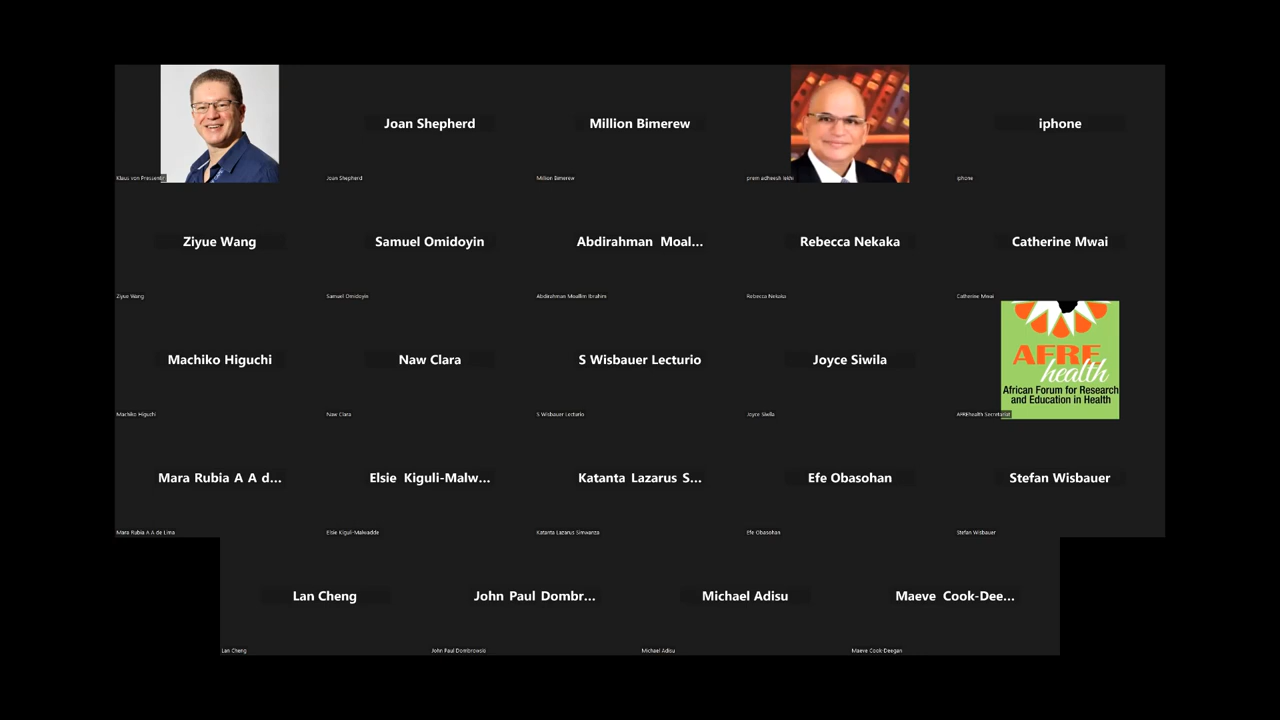 Klaus von Pressentin
Joan Shepherd
Joan Shepherd
Million Bimerew
Million Bimerew
prem adheesh lekhi
iphone
iphone
Ziyue Wang
Ziyue Wang
Samuel Omidoyin
Samuel Omidoyin
Abdirahman Moal...
Abdirahman Moallim Ibrahim
Rebecca Nekaka
Rebecca Nekaka
Catherine Mwai
Catherine Mwai
Machiko Higuchi
Machiko Higuchi
Naw Clara
Naw Clara
S Wisbauer Lecturio
S Wisbauer Lecturio
Joyce Siwila
Joyce Siwila
AFRE
health
African Forum for Research
and Education in Health
AFREhealth Secretariat
Mara Rubia A A d...
Mara Rubia A A de Lima
Elsie Kiguli-Malw...
Elsie Kiguli-Malwadde
Katanta Lazarus S...
Katanta Lazarus Simwanza
Efe Obasohan
Efe Obasohan
Stefan Wisbauer
Stefan Wisbauer
Lan Cheng
Lan Cheng
John Paul Dombr...
John Paul Dombrowski
Michael Adisu
Michael Adisu
Maeve Cook-Dee...
Maeve Cook-Deegan